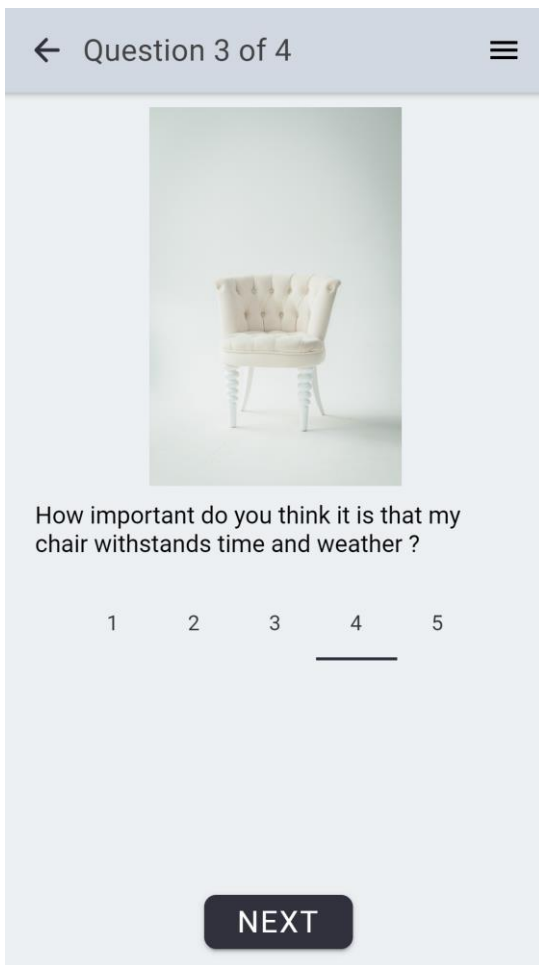 Question 3 of 4
How important do you think it is that my
chair withstands time and weather ?
1 2 3 4 5
NEXT